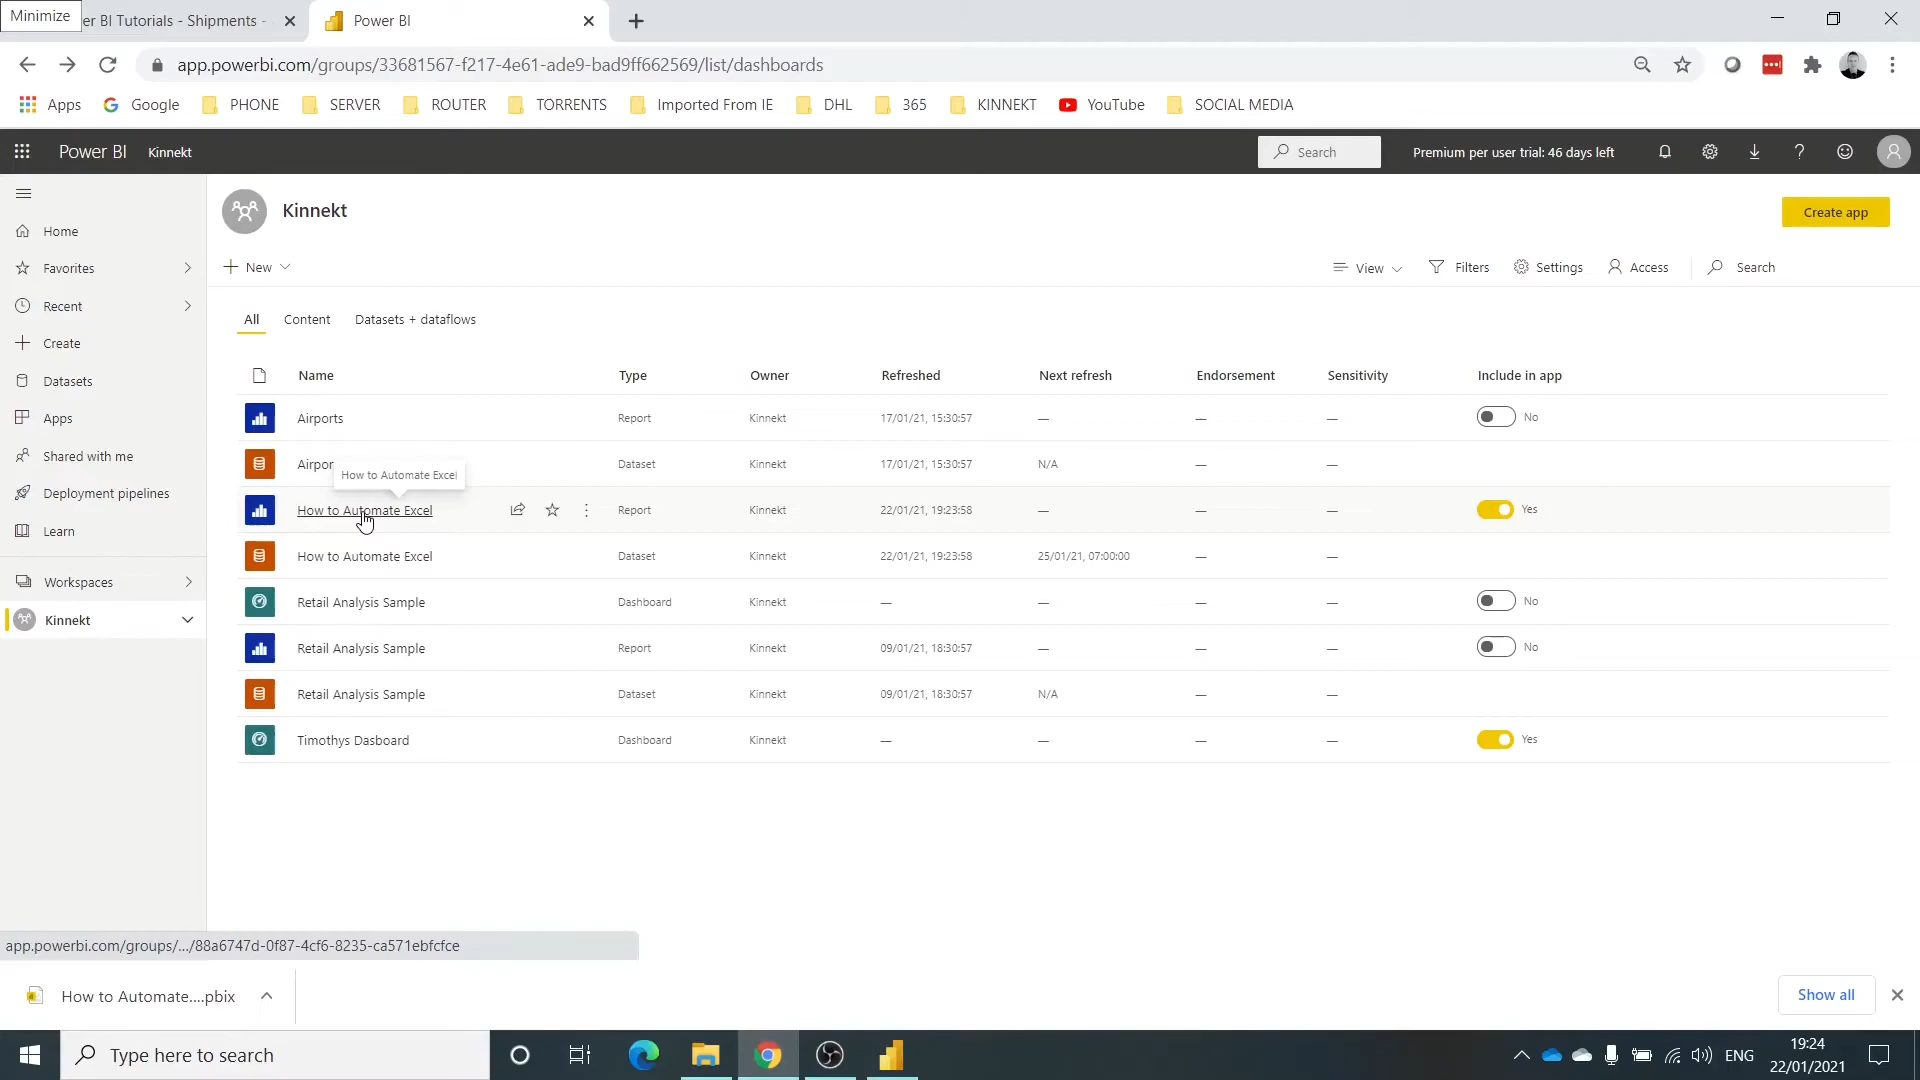 Minimize
er BI Tutorials - Shipments -
Power BI
app.powerbi.com/groups/33681567-f217-4e61-ade9-bad9ff662569/list/dashboards
Apps Google PHONE SERVER ROUTER TORRENTS Imported From IE DHL 365 KINNEKT YouTube SOCIAL MEDIA
Power BI Kinnekt Search Premium per user trial: 46 days left
Home
Favorites
Recent
Create
Datasets
Apps
Shared with me
Deployment pipelines
Learn
Workspaces
Kinnekt
Kinnekt
Create app
New View Filters Settings Access Search
All Content Datasets + dataflows
Name Type Owner Refreshed Next refresh Endorsement Sensitivity Include in app
Airports Report Kinnekt 17/01/21, 15:30:57 — — — No
Airpor Dataset Kinnekt 17/01/21, 15:30:57 N/A — —
How to Automate Excel
How to Automate Excel Report Kinnekt 22/01/21, 19:23:58 — — — Yes
How to Automate Excel Dataset Kinnekt 22/01/21, 19:23:58 25/01/21, 07:00:00 — —
Retail Analysis Sample Dashboard Kinnekt — — — — No
Retail Analysis Sample Report Kinnekt 09/01/21, 18:30:57 — — — No
Retail Analysis Sample Dataset Kinnekt 09/01/21, 18:30:57 N/A — —
Timothys Dasboard Dashboard Kinnekt — — — — Yes
app.powerbi.com/groups/.../88a6747d-0f87-4cf6-8235-ca571ebfcfce
How to Automate....pbix
Show all
Type here to search
ENG
19:24
22/01/2021